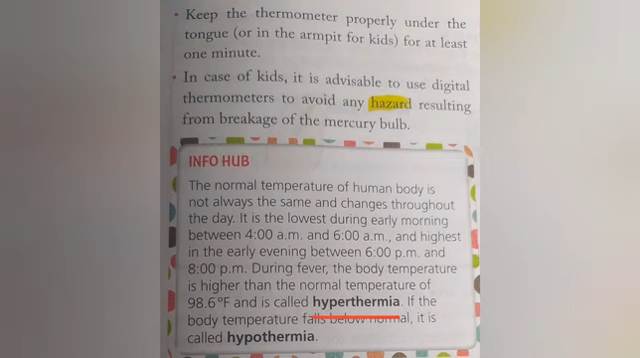 • Keep the thermometer properly under the
tongue (or in the armpit for kids) for at least
one minute.
• In case of kids, it is advisable to use digital
thermometers to avoid any hazard resulting
from breakage of the mercury bulb.
INFO HUB
The normal temperature of human body is
not always the same and changes throughout
the day. It is the lowest during early morning
between 4:00 a.m. and 6:00 a.m., and highest
in the early evening between 6:00 p.m. and
8:00 p.m. During fever, the body temperature
is higher than the normal temperature of
98.6°F and is called hyperthermia. If the
body temperature falls below normal, it is
called hypothermia.